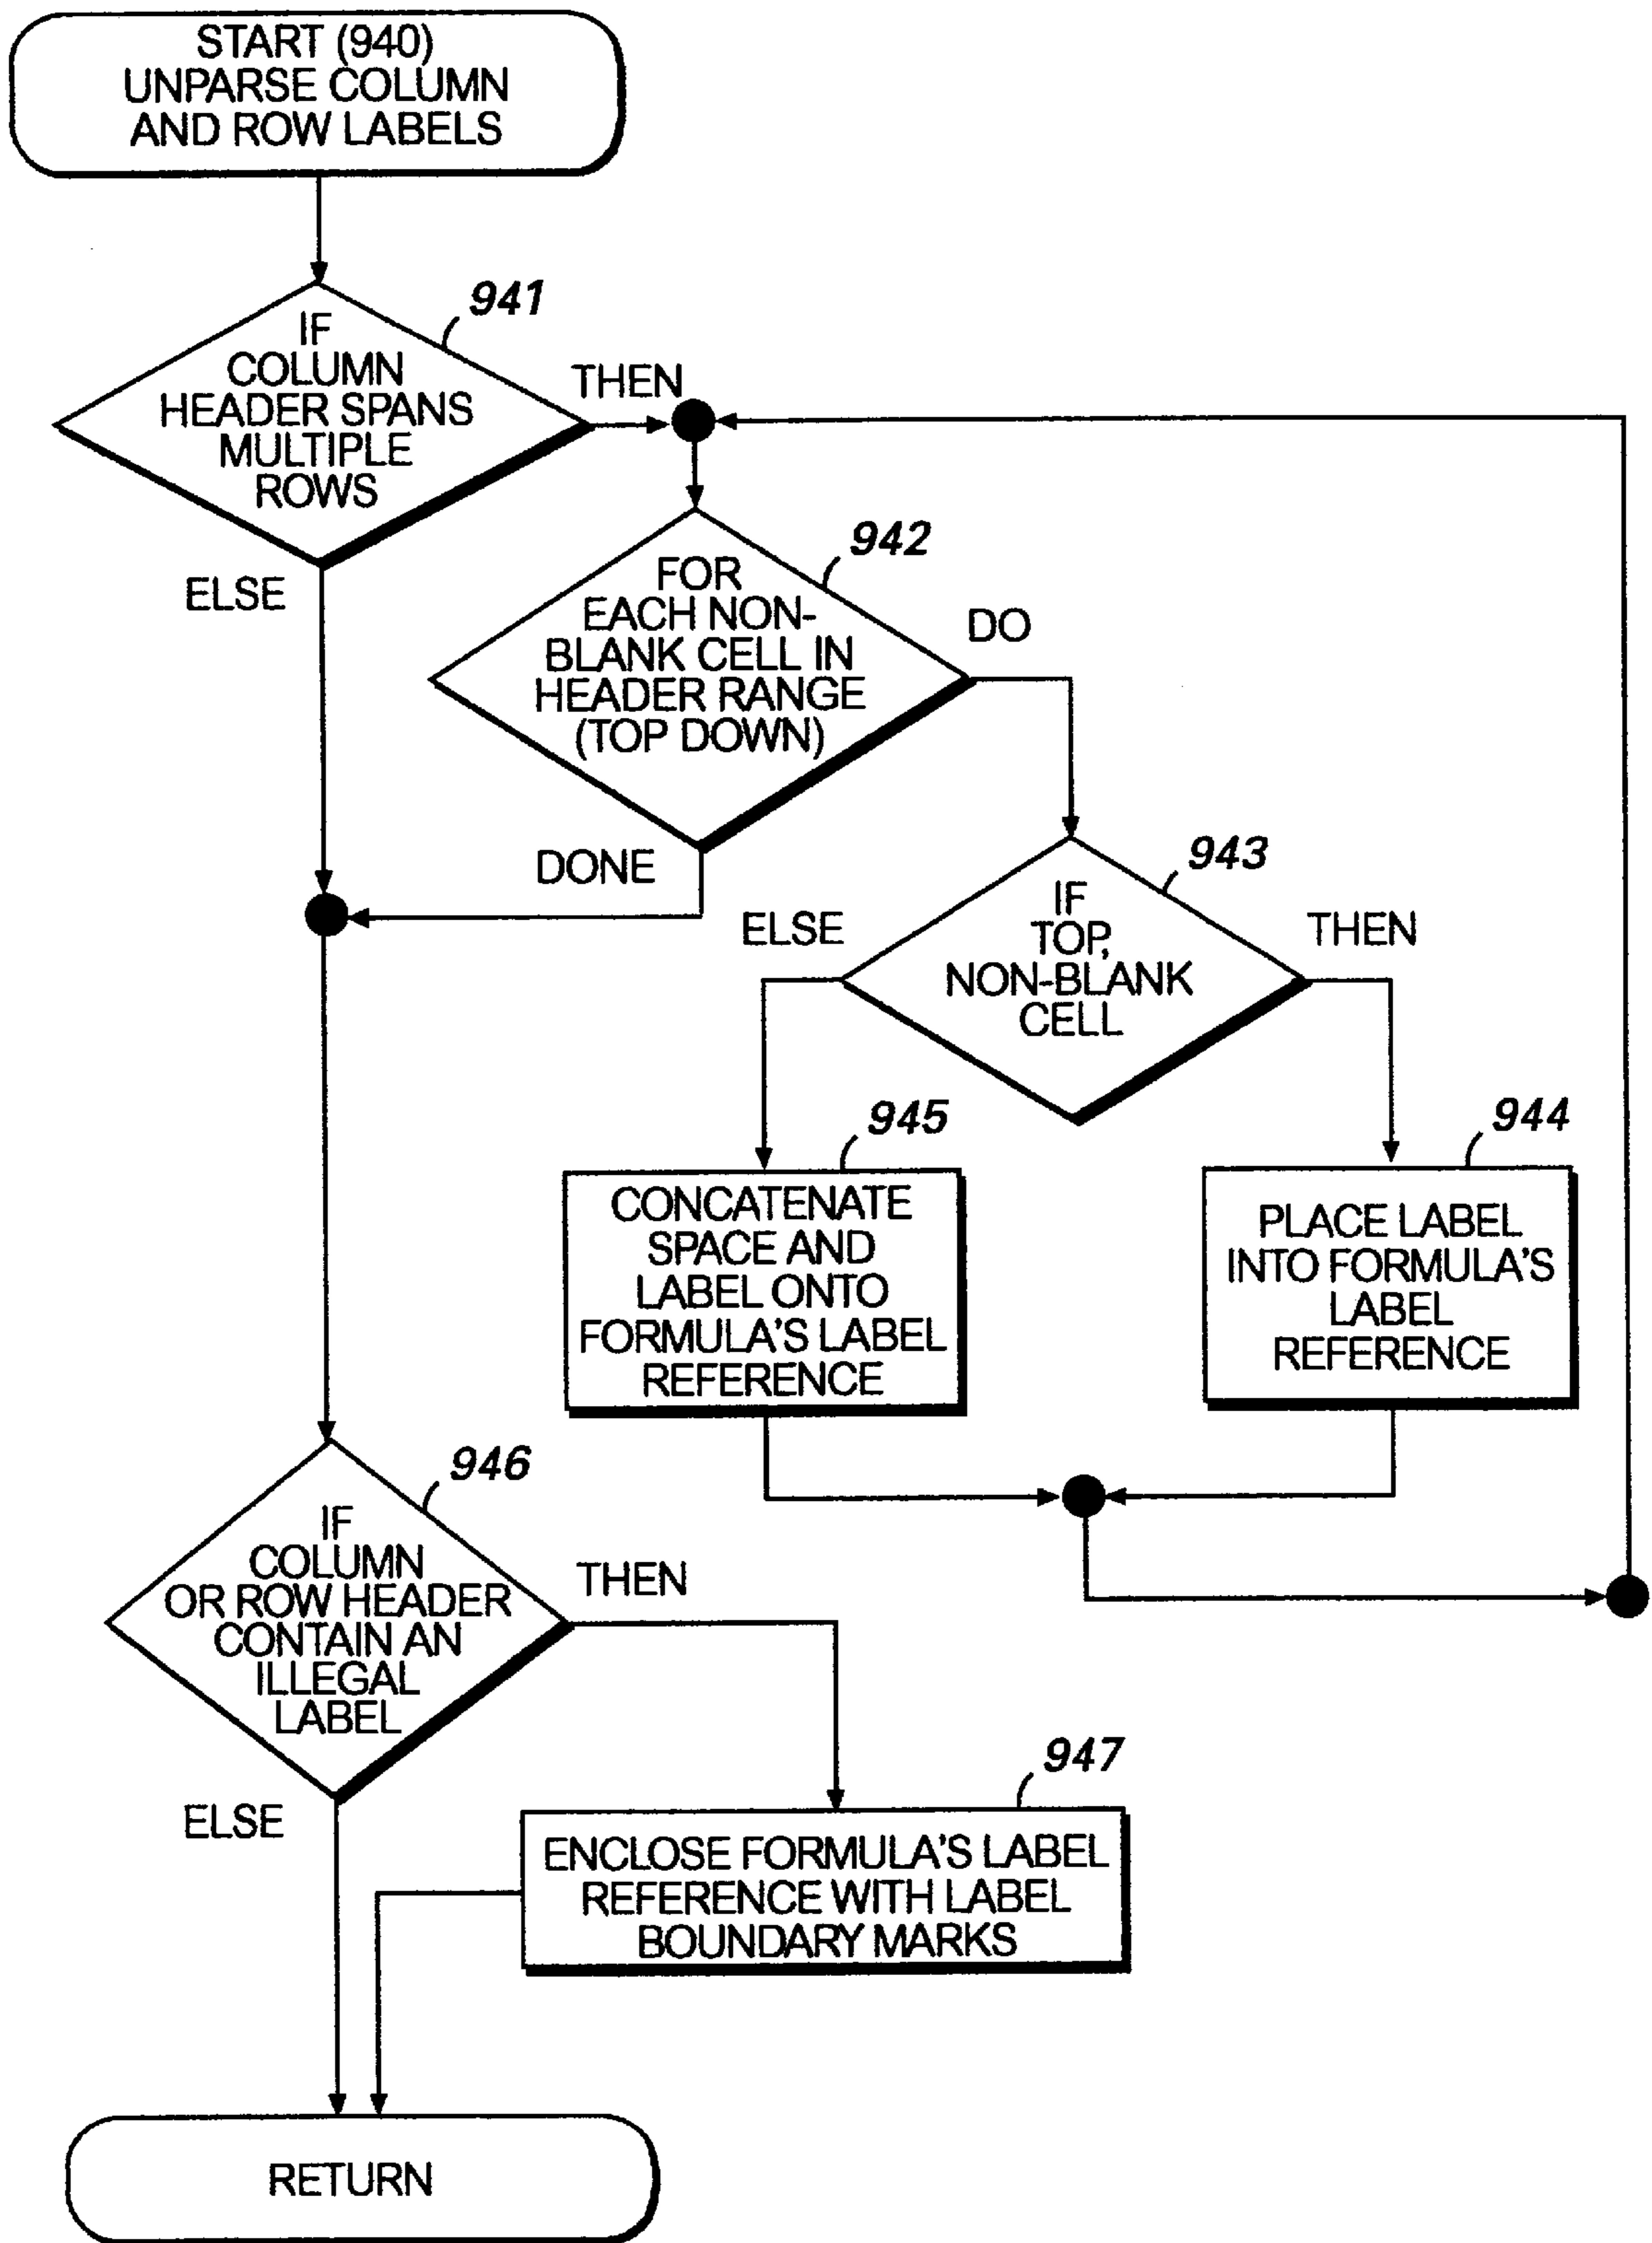 START (940)
UNPARSE COLUMN
AND ROW LABELS
941
IF
COLUMN
HEADER SPANS
MULTIPLE
ROWS
THEN
ELSE
942
FOR
EACH NON-
BLANK CELL IN
HEADER RANGE
(TOP DOWN)
DO
DONE
943
IF
TOP,
NON-BLANK
CELL
ELSE
THEN
945
CONCATENATE
SPACE AND
LABEL ONTO
FORMULA'S LABEL
REFERENCE
944
PLACE LABEL
INTO FORMULA'S
LABEL
REFERENCE
946
IF
COLUMN
OR ROW HEADER
CONTAIN AN
ILLEGAL
LABEL
THEN
ELSE
947
ENCLOSE FORMULA'S LABEL
REFERENCE WITH LABEL
BOUNDARY MARKS
RETURN